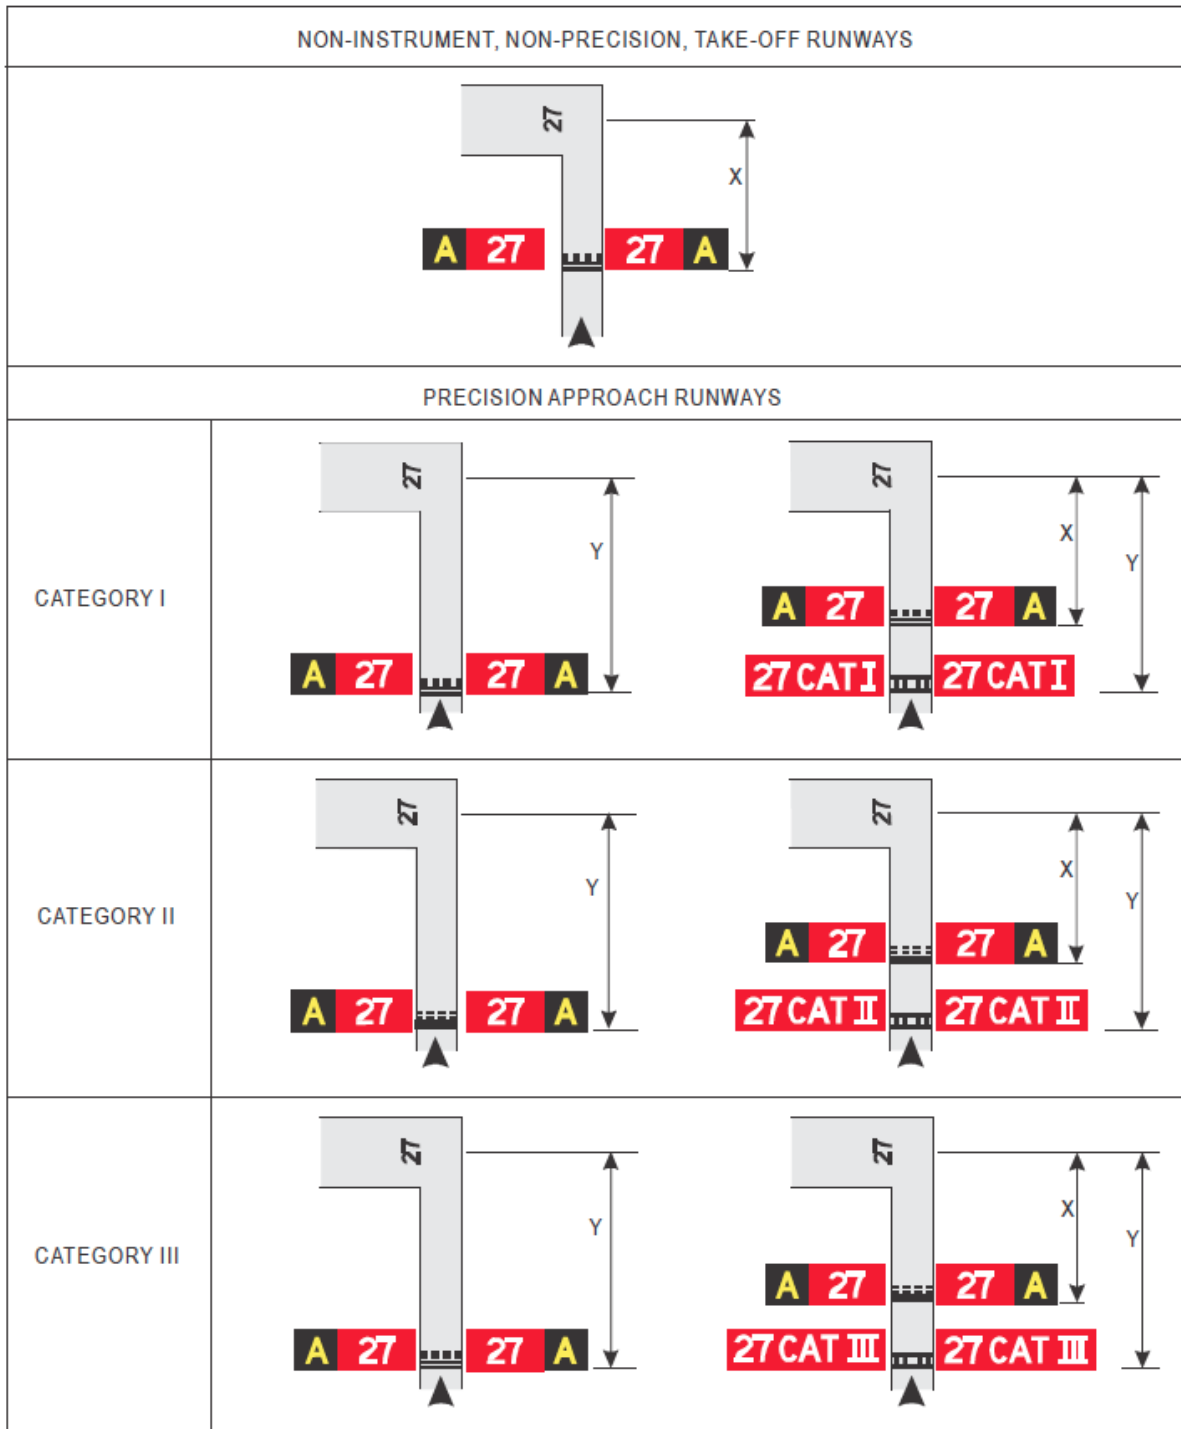 NON-INSTRUMENT, NON-PRECISION, TAKE-OFF RUNWAYS
27
X
A 27 27 A
PRECISION APPROACH RUNWAYS
CATEGORY I
27
Y
A 27 27 A
27
X
Y
A 27 27 A
27 CAT I 27 CAT I
CATEGORY II
27
Y
A 27 27 A
27
X
Y
A 27 27 A
27 CAT II 27 CAT II
CATEGORY III
27
Y
A 27 27 A
27
X
Y
A 27 27 A
27 CAT III 27 CAT III